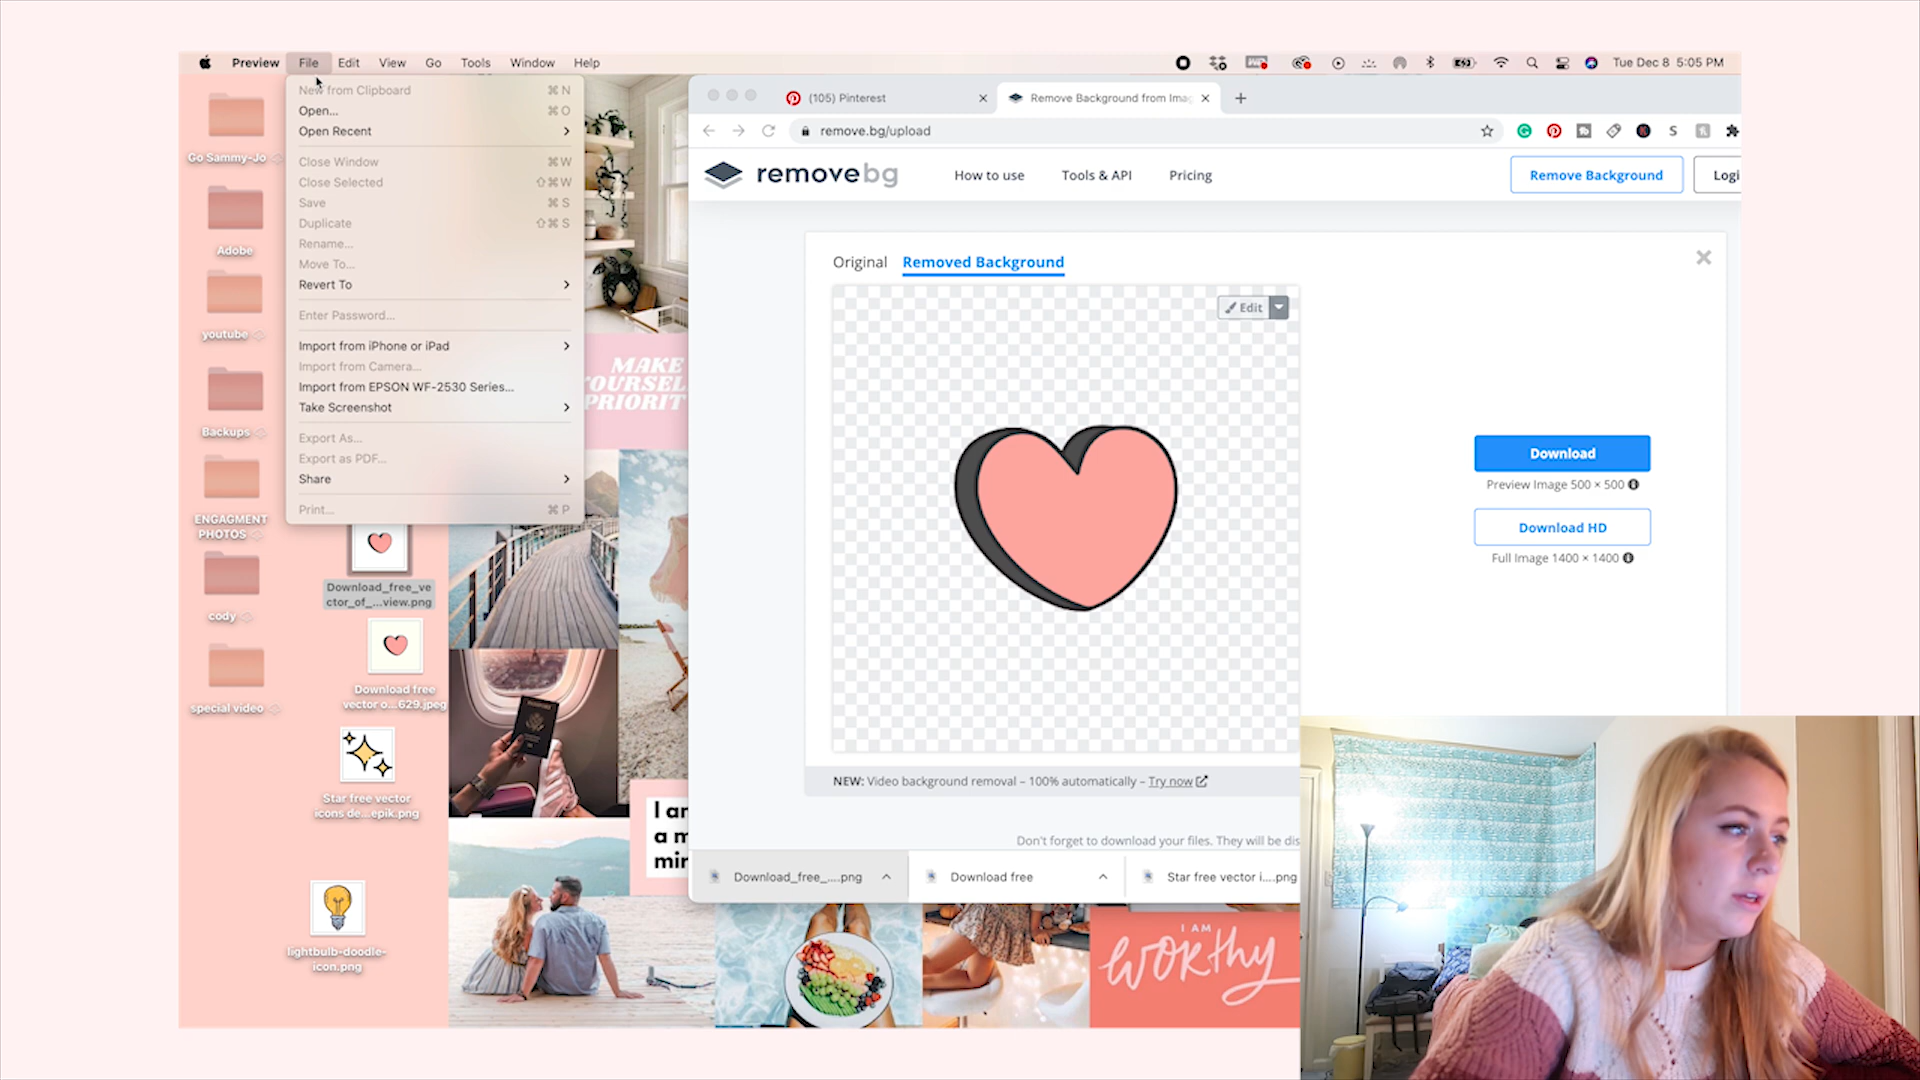 Preview File Edit View Go Tools Window Help Tue Dec 8 5:05 PM
New from Clipboard ⌘ N
Open... ⌘ O
Open Recent
Close Window ⌘ W
Close Selected ⇧⌘ W
Save ⌘ S
Duplicate ⇧⌘ S
Rename...
Move To...
Revert To
Enter Password...
Import from iPhone or iPad
Import from Camera...
Import from EPSON WF-2530 Series...
Take Screenshot
Export As...
Export as PDF...
Share
Print... ⌘ P
Go Sammy-Jo
Adobe
youtube
Backups
ENGAGMENT
PHOTOS
cody
special video
Download_free_ve
ctor_of_...view.png
Download free
vector o...629.jpeg
Star free vector
icons de...epik.png
lightbulb-doodle-
icon.png
MAKE
YOURSEL
PRIORIT
I am
a m
mir
I AM
worthy
(105) Pinterest
Remove Background from Imag
remove.bg/upload
removebg
How to use Tools & API Pricing Remove Background Logi
Original Removed Background
Edit
Download
Preview Image 500 × 500
Download HD
Full Image 1400 × 1400
NEW: Video background removal – 100% automatically – Try now
Don't forget to download your files. They will be dis
Download_free_....png Download free Star free vector i....png